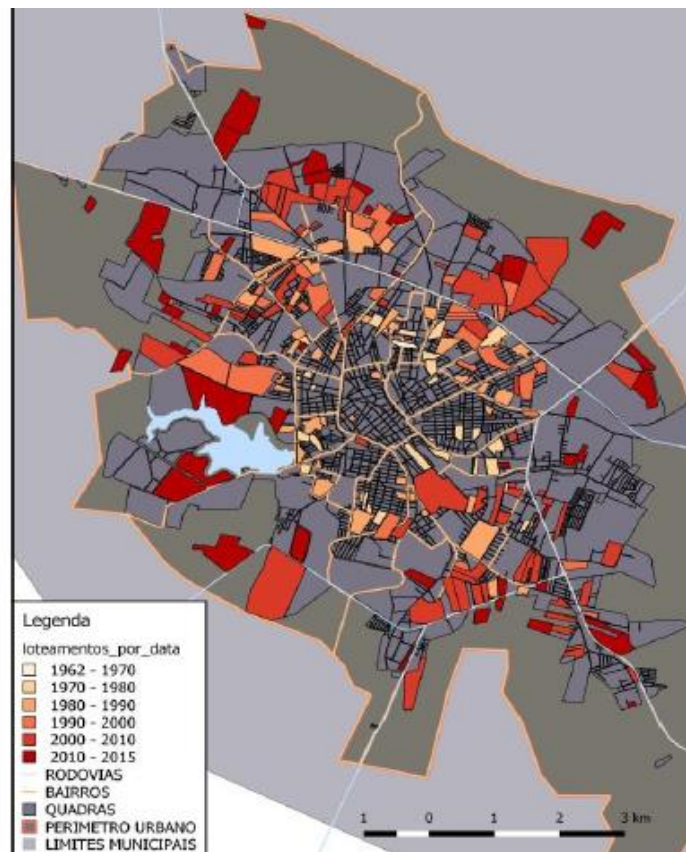 Legenda
loteamentos_por_data
1962 - 1970
1970 - 1980
1980 - 1990
1990 - 2000
2000 - 2010
2010 - 2015
RODOVIAS
BAIRROS
QUADRAS
PERIMETRO URBANO
LIMITES MUNICIPAIS
1 0 1 2 3 km